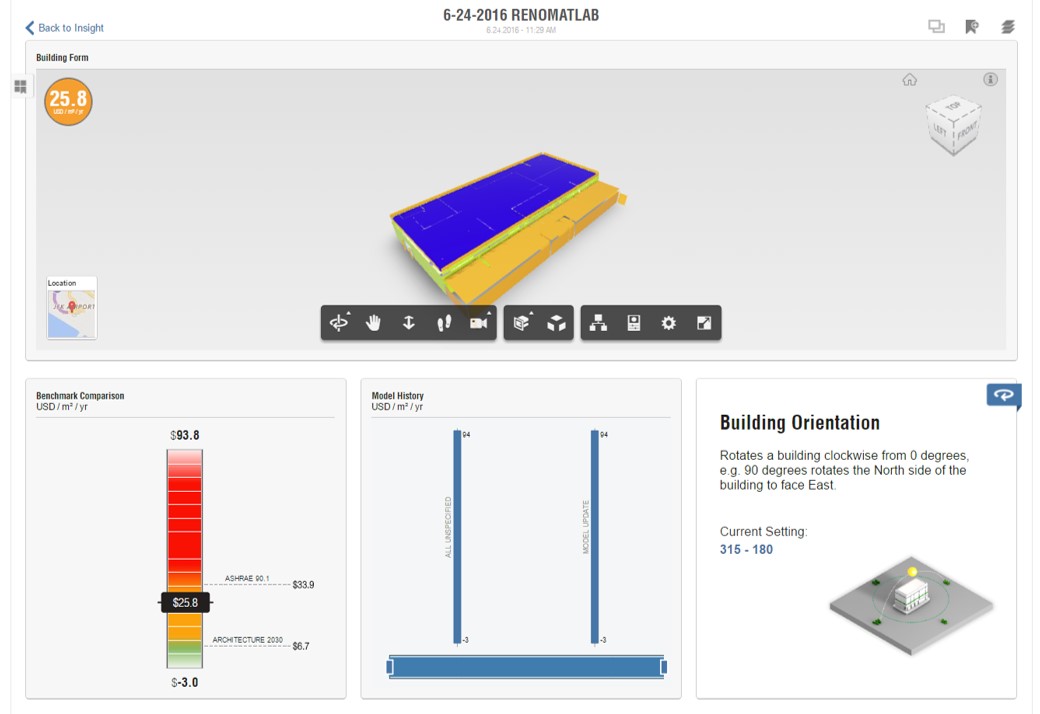 Back to Insight
6-24-2016 RENOMATLAB
6.24.2016 - 11:29 AM
Building Form
25.8
USD / m² / yr
TOP
LEFT
FRONT
Location
JFK AIRPORT
Benchmark Comparison
USD / m² / yr
$93.8
ASHRAE 90.1
$33.9
$25.8
ARCHITECTURE 2030
$6.7
$-3.0
Model History
USD / m² / yr
94
ALL UNSPECIFIED
-3
94
MODEL UPDATE
-3
Building Orientation
Rotates a building clockwise from 0 degrees,
e.g. 90 degrees rotates the North side of the
building to face East.
Current Setting:
315 - 180